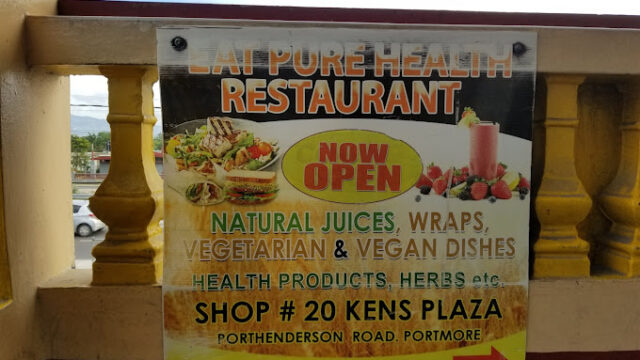 EAT PURE HEALTH
RESTAURANT
NOW
OPEN
NATURAL JUICES, WRAPS,
VEGETARIAN & VEGAN DISHES
HEALTH PRODUCTS, HERBS etc.
SHOP # 20 KENS PLAZA
PORTHENDERSON ROAD. PORTMORE